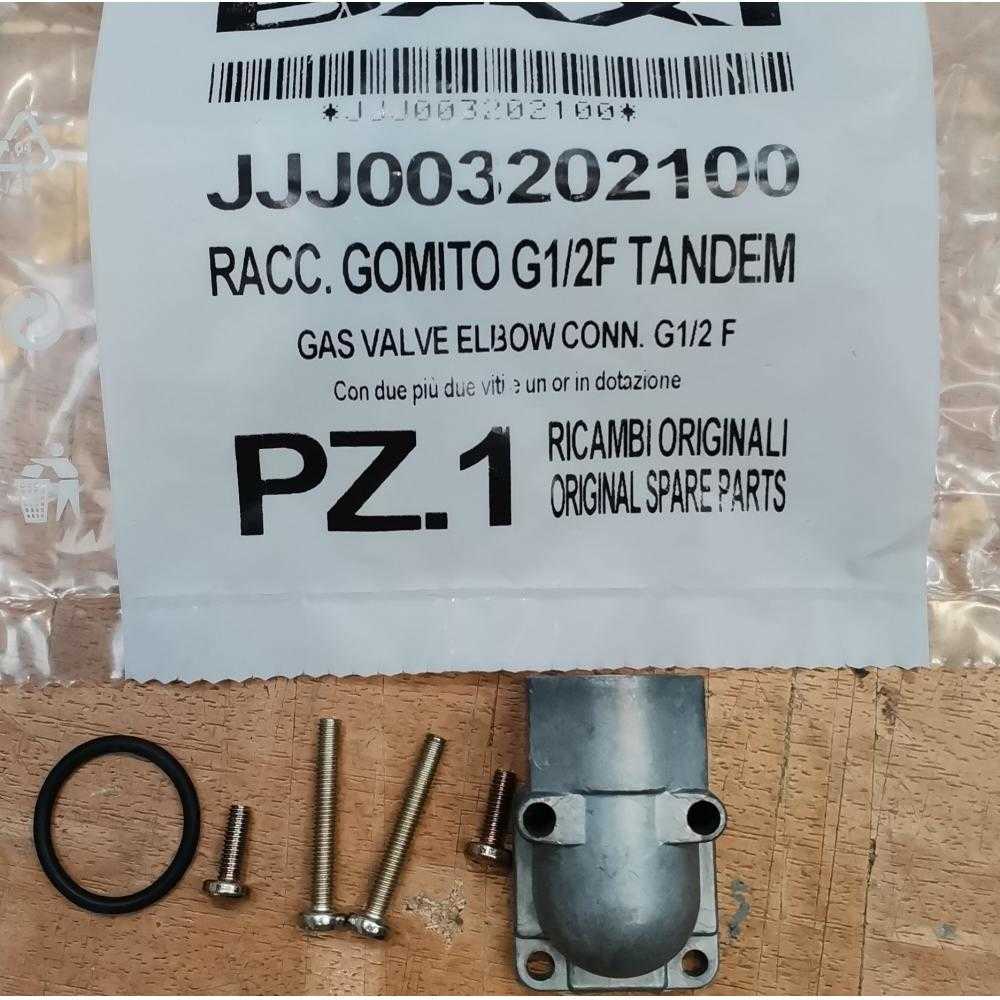 BAXI
*JJJ003202100*
JJJ003202100
RACC. GOMITO G1/2F TANDEM
GAS VALVE ELBOW CONN. G1/2 F
Con due più due viti e un or in dotazione
PZ.1
RICAMBI ORIGINALI
ORIGINAL SPARE PARTS